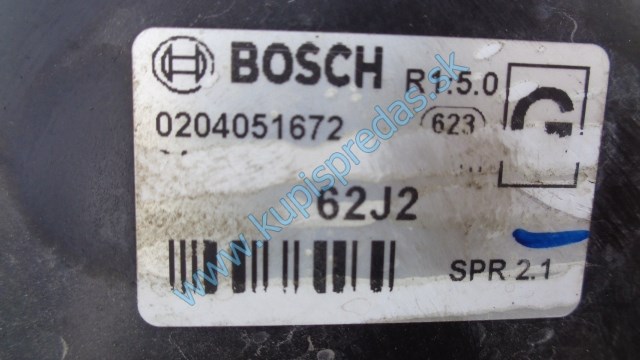 BOSCH R1:5.0
G
0204051672 623
62J2
SPR 2.1
www.kupispredas.sk